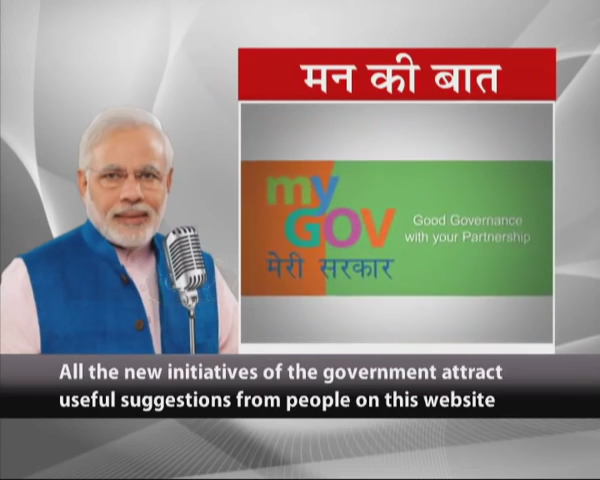 मन की बात
my
GOV
मेरी सरकार
Good Governance
with your Partnership
All the new initiatives of the government attract
useful suggestions from people on this website